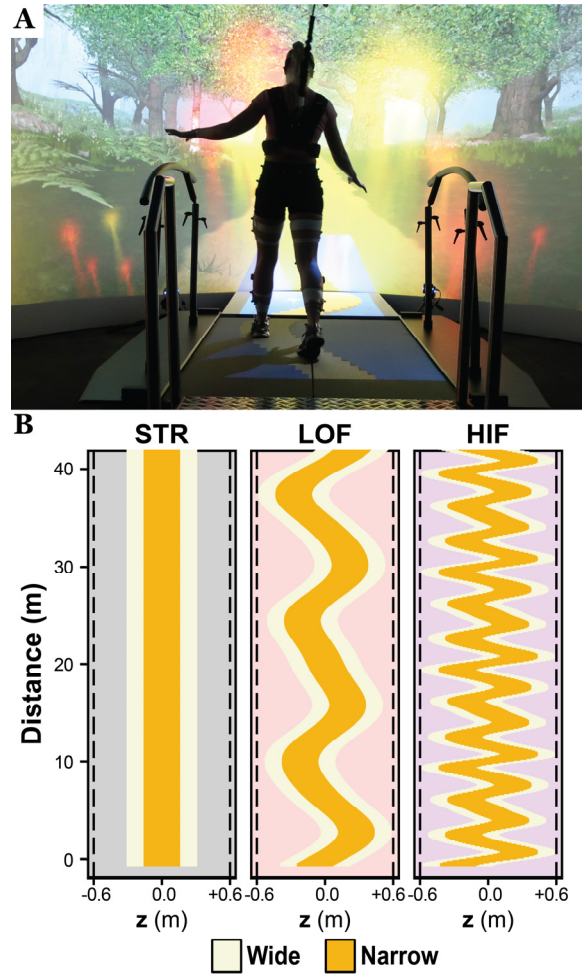 A
B
STR LOF HIF
40
30
20
10
0
Distance (m)
-0.6 0.0 +0.6 -0.6 0.0 +0.6 -0.6 0.0 +0.6
z (m) z (m) z (m)
Wide Narrow